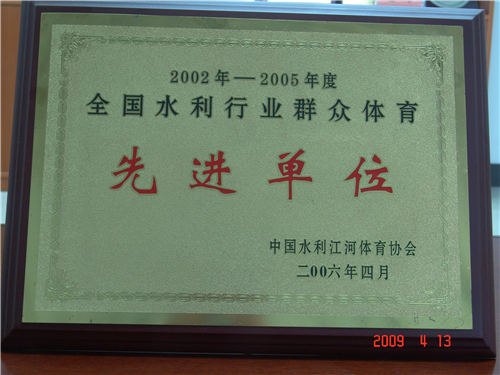 2002年—2005年度
全国水利行业群众体育
先进单位
中国水利江河体育协会
二00六年四月
2009 4 13